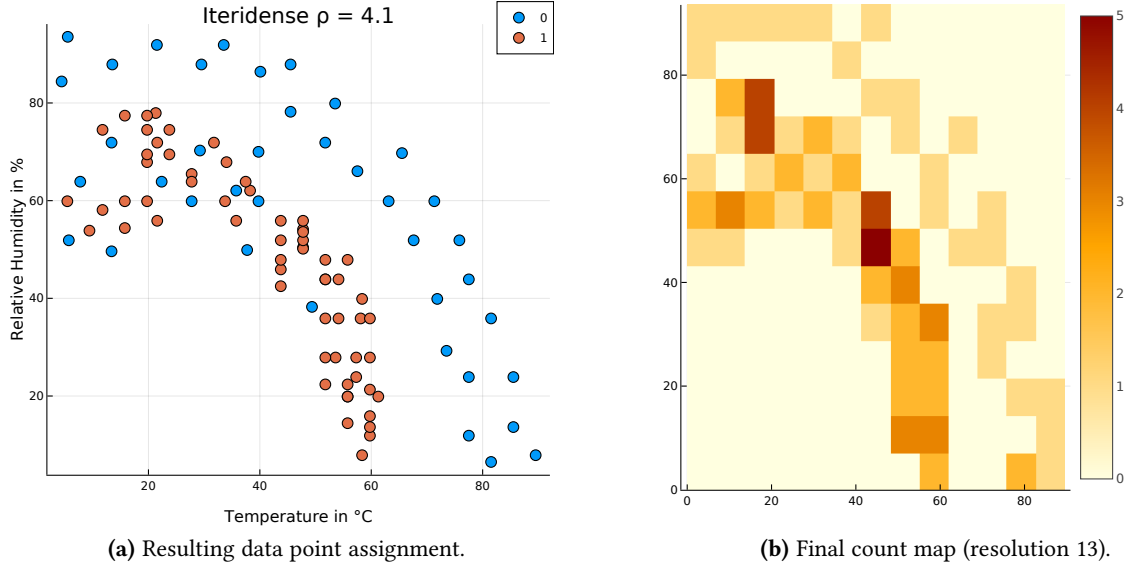 Iteridense ρ = 4.1
0
1
Relative Humidity in %
80
60
40
20
20 40 60 80
Temperature in °C
(a) Resulting data point assignment.
80
60
40
20
0
0 20 40 60 80
5
4
3
2
1
0
(b) Final count map (resolution 13).